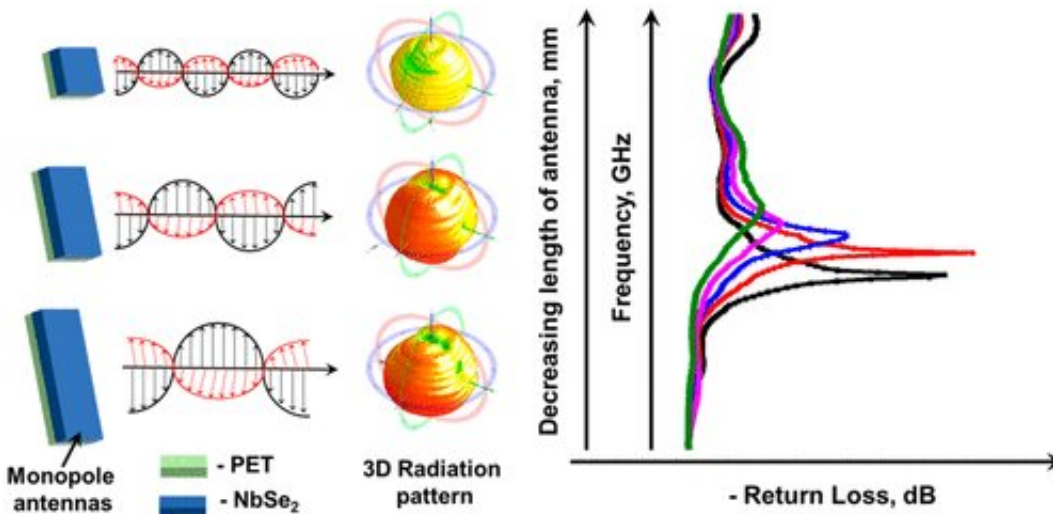 Monopole
antennas
- PET
- NbSe₂
3D Radiation
pattern
Decreasing length of antenna, mm
Frequency, GHz
- Return Loss, dB